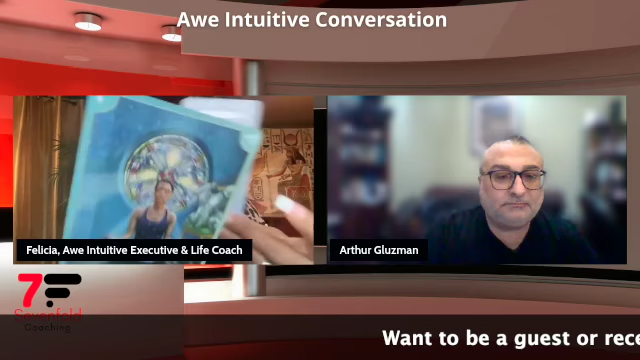 Awe Intuitive Conversation
Felicia, Awe Intuitive Executive & Life Coach
Arthur Gluzman
7F
Sevenfold
Coaching
Want to be a guest or rece